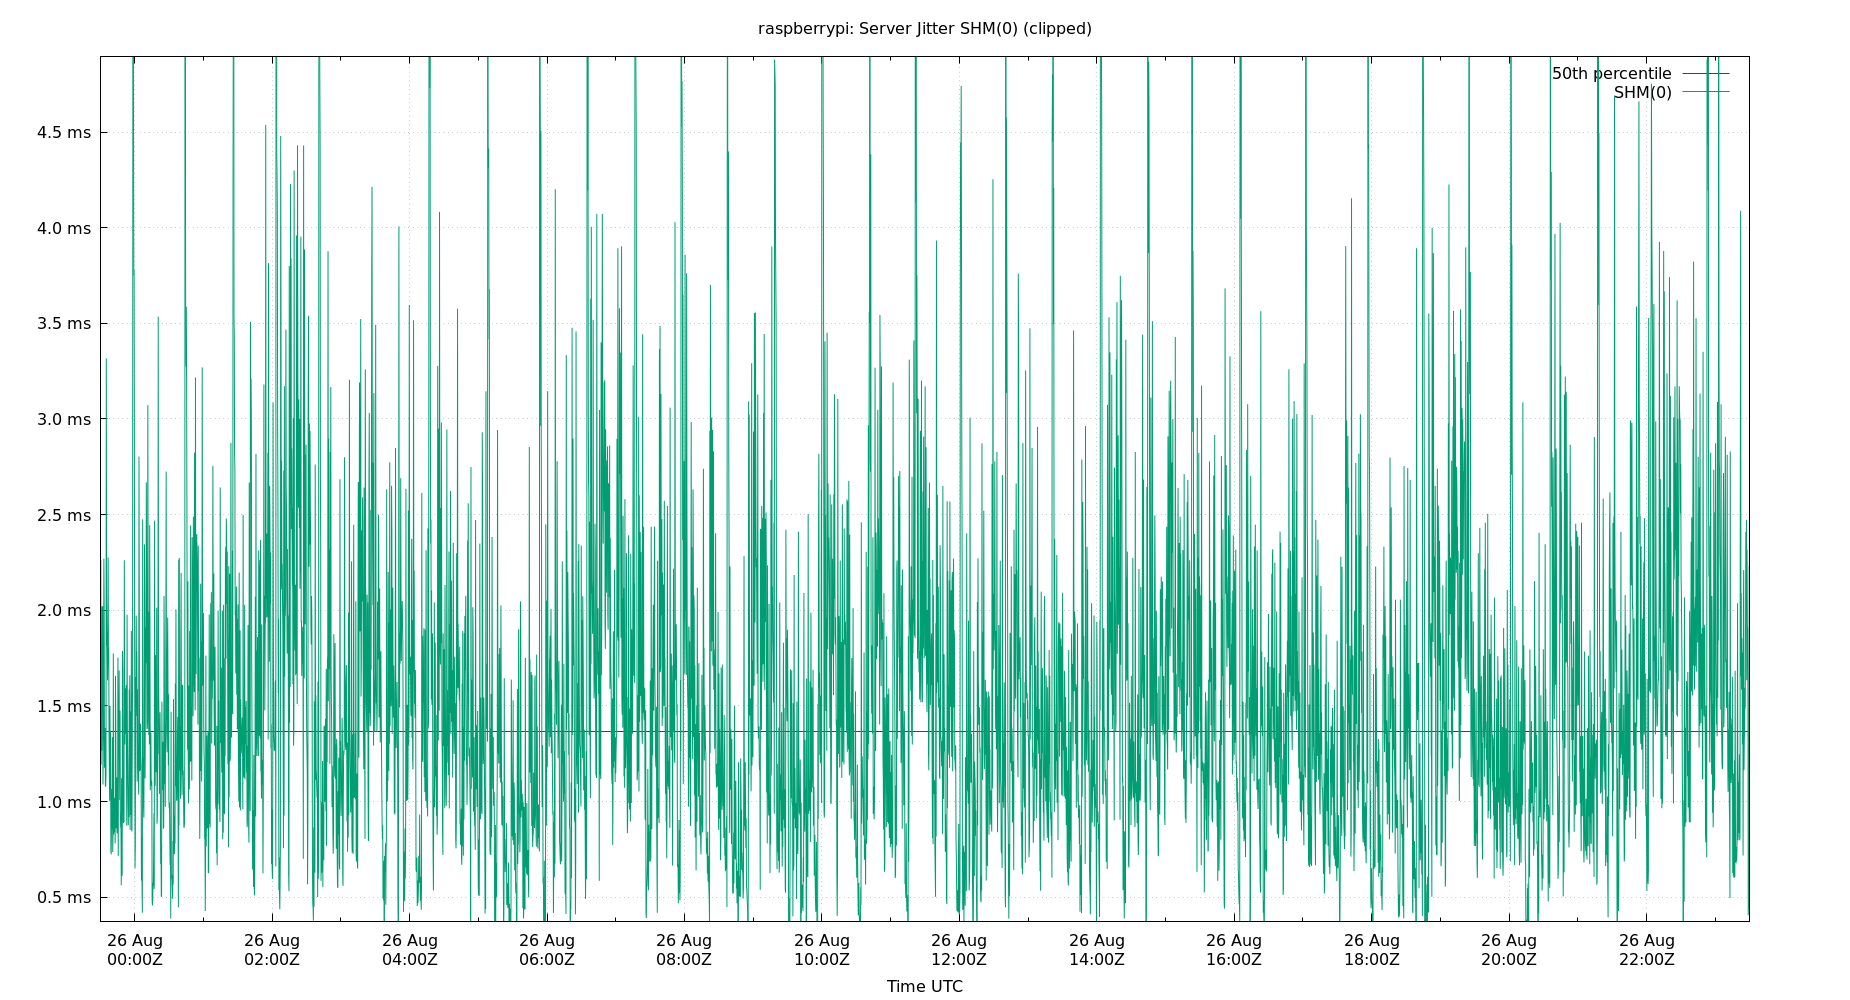 raspberrypi: Server Jitter SHM(0) (clipped)
50th percentile
SHM(0)
4.5 ms
4.0 ms
3.5 ms
3.0 ms
2.5 ms
2.0 ms
1.5 ms
1.0 ms
0.5 ms
26 Aug 26 Aug 26 Aug 26 Aug 26 Aug 26 Aug 26 Aug 26 Aug 26 Aug 26 Aug 26 Aug 26 Aug
00:00Z 02:00Z 04:00Z 06:00Z 08:00Z 10:00Z 12:00Z 14:00Z 16:00Z 18:00Z 20:00Z 22:00Z
Time UTC